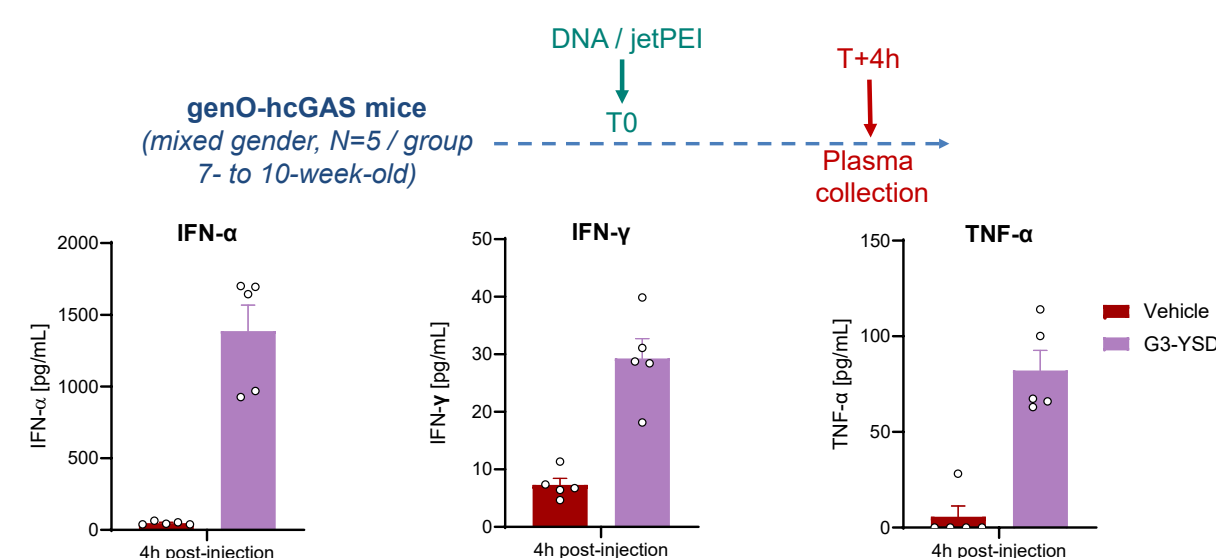 DNA / jetPEI
T+4h
genO-hcGAS mice
(mixed gender, N=5 / group
7- to 10-week-old)
T0
Plasma
collection
IFN-α
IFN-α [pg/mL]
2000
1500
1000
500
0
4h post-injection
IFN-γ
IFN-γ [pg/mL]
50
40
30
20
10
0
4h post-injection
TNF-α
TNF-α [pg/mL]
150
100
50
0
4h post-injection
Vehicle
G3-YSD